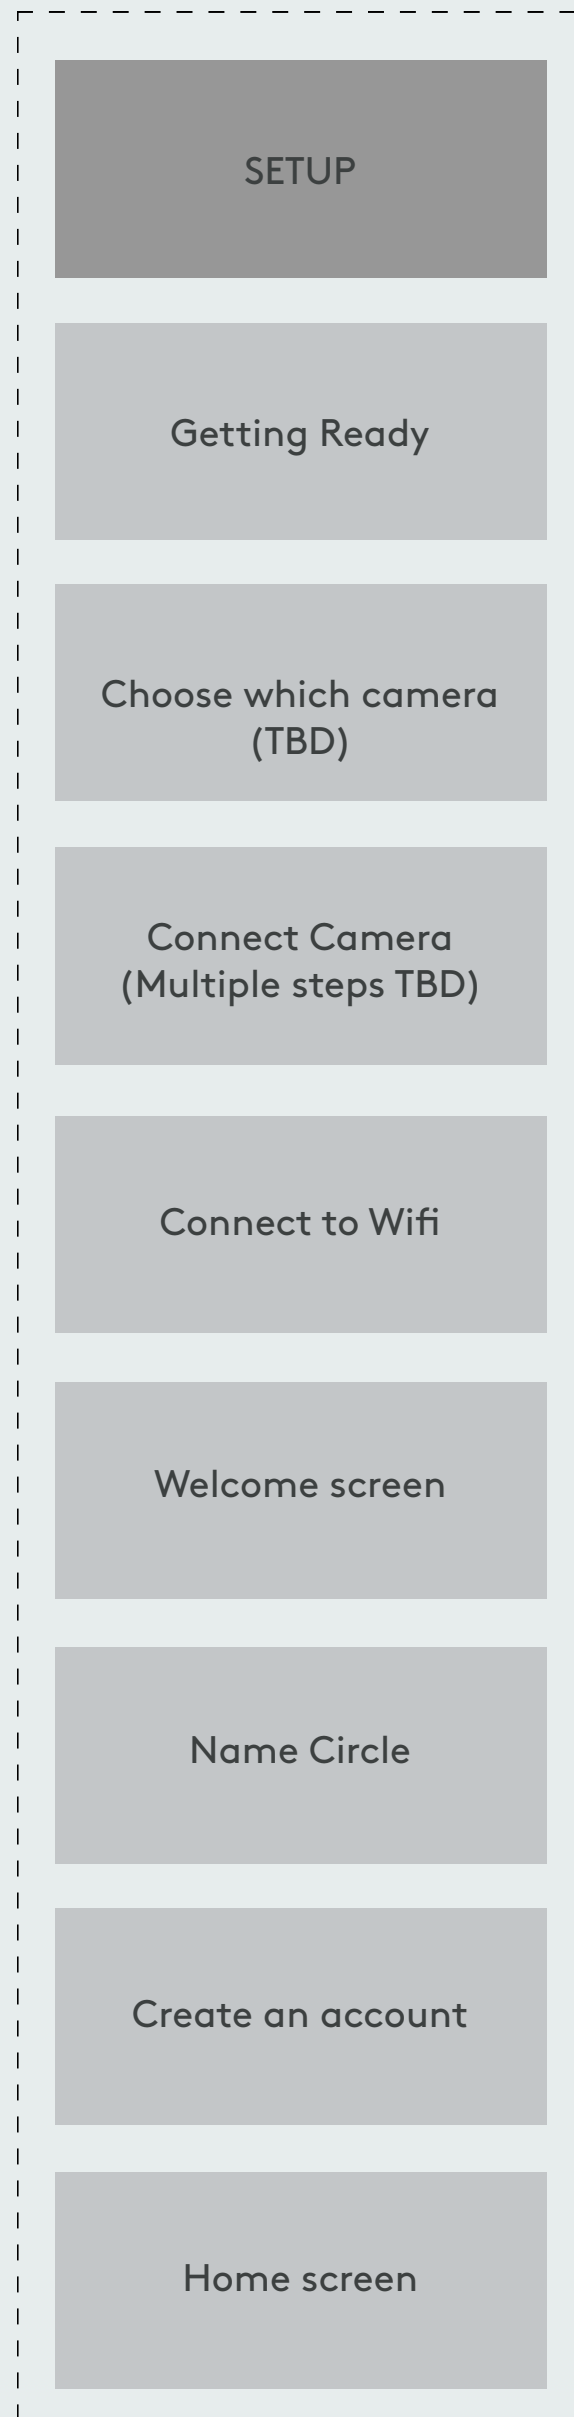 SETUP
Getting Ready
Choose which camera
(TBD)
Connect Camera
(Multiple steps TBD)
Connect to Wifi
Welcome screen
Name Circle
Create an account
Home screen